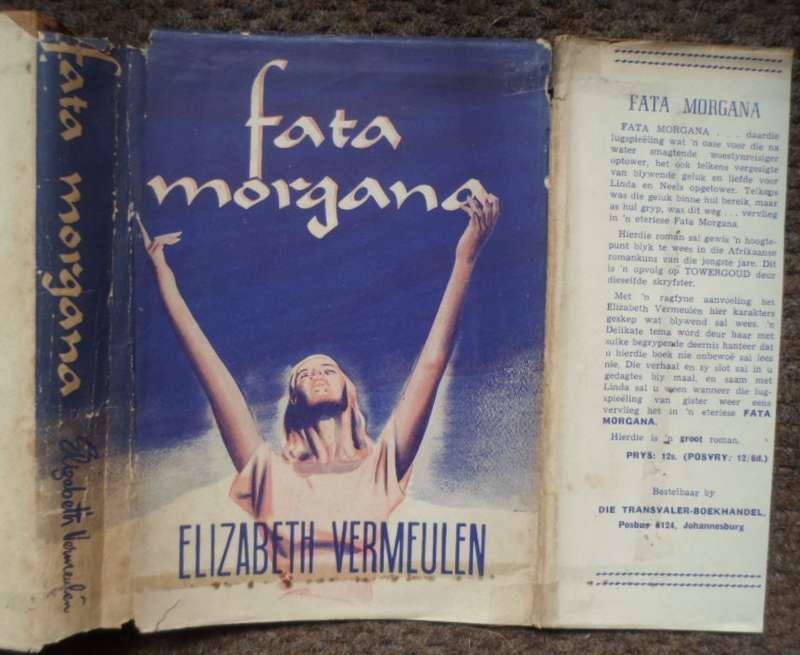 fata morgana
Elizabeth Vermeulen
fata
morgana
ELIZABETH VERMEULEN
FATA MORGANA
FATA MORGANA . . . daardie
lugspieëling wat 'n oase voor die na
water smagtende woestynreisiger
optower, het ook telkens vergesigte
van blywende geluk en liefde voor
Linda en Neels opgetower. Telkens
was die geluk binne hul bereik, maar
as hul gryp, was dit weg . . . vervlieg
in 'n eteriese Fata Morgana.
Hierdie roman sal gewis 'n hoogte-
punt blyk te wees in die Afrikaanse
romankuns van die jongste jare. Dit
is 'n opvolg op TOWERGOUD deur
dieselfde skryfster.
Met 'n ragfyne aanvoeling het
Elizabeth Vermeulen hier karakters
geskep wat blywend sal wees. 'n
Delikate tema word deur haar met
sulke begrypende deernis hanteer dat
u hierdie boek nie onbewoë sal lees
nie. Die verhaal en sy slot sal in u
gedagtes bly maal, en saam met
Linda sal u ween wanneer die lug-
spieëling van gister weer eens
vervlieg het in 'n eteriese FATA
MORGANA.
Hierdie is 'n groot roman.
PRYS: 12s. (POSVRY: 12/8d.)
Bestelbaar by
DIE TRANSVALER-BOEKHANDEL,
Posbus 8124, Johannesburg